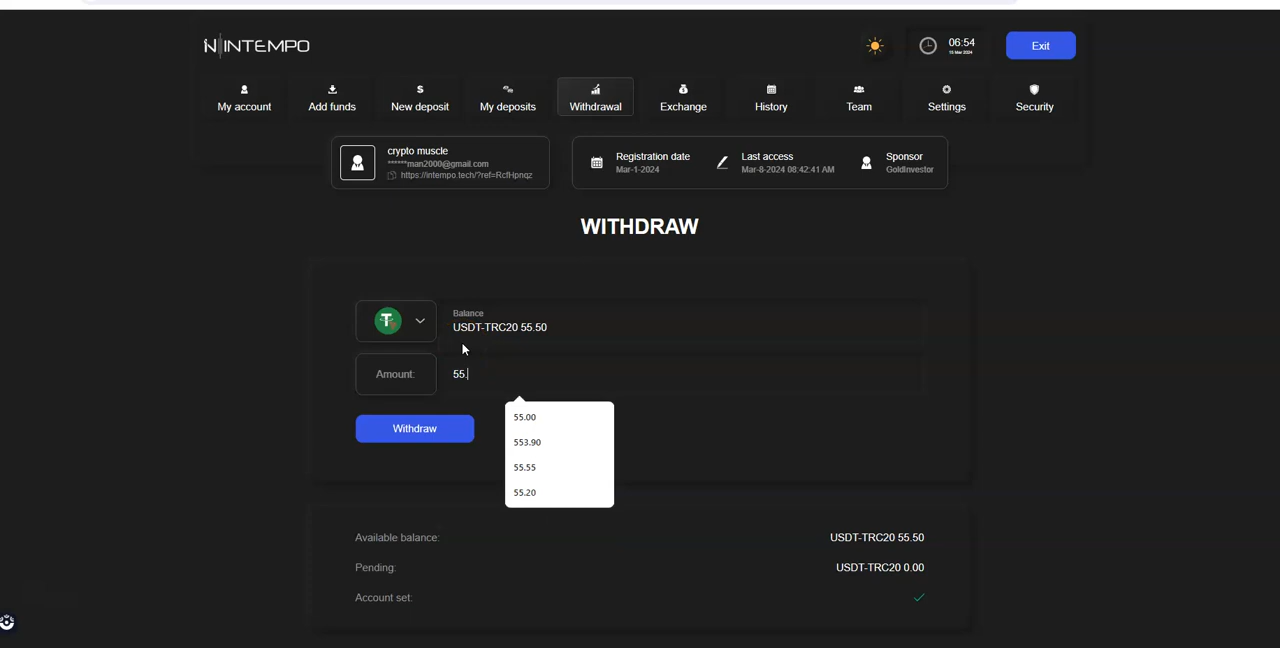 INTEMPO
06:54
15 Mar 2024
Exit
My account
Add funds
New deposit
My deposits
Withdrawal
Exchange
History
Team
Settings
Security
crypto muscle
******man2000@gmail.com
https://intempo.tech/?ref=RcfHpnqz
Registration date
Mar-1-2024
Last access
Mar-8-2024 08:42:41 AM
Sponsor
Goldinvestor
WITHDRAW
Balance
USDT-TRC20 55.50
Amount:
55.
Withdraw
55.00
553.90
55.55
55.20
Available balance:
USDT-TRC20 55.50
Pending:
USDT-TRC20 0.00
Account set: